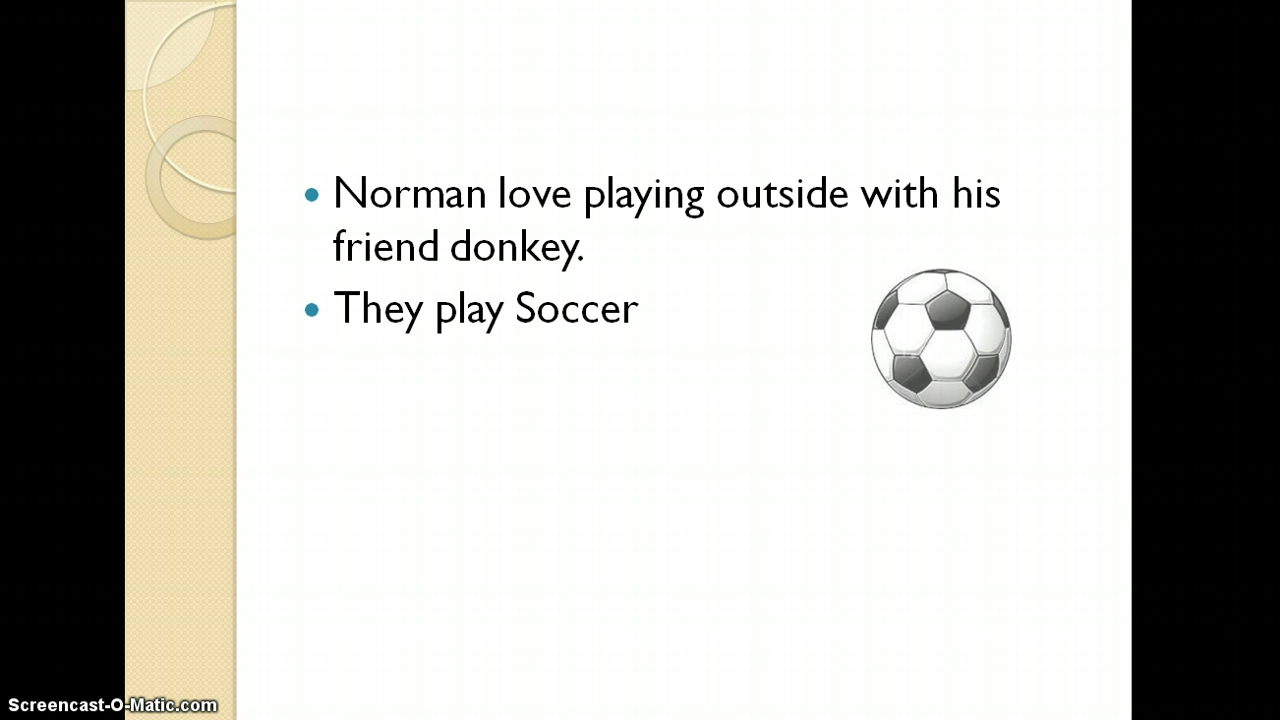 Norman love playing outside with his
friend donkey.
They play Soccer
Screencast-O-Matic.com